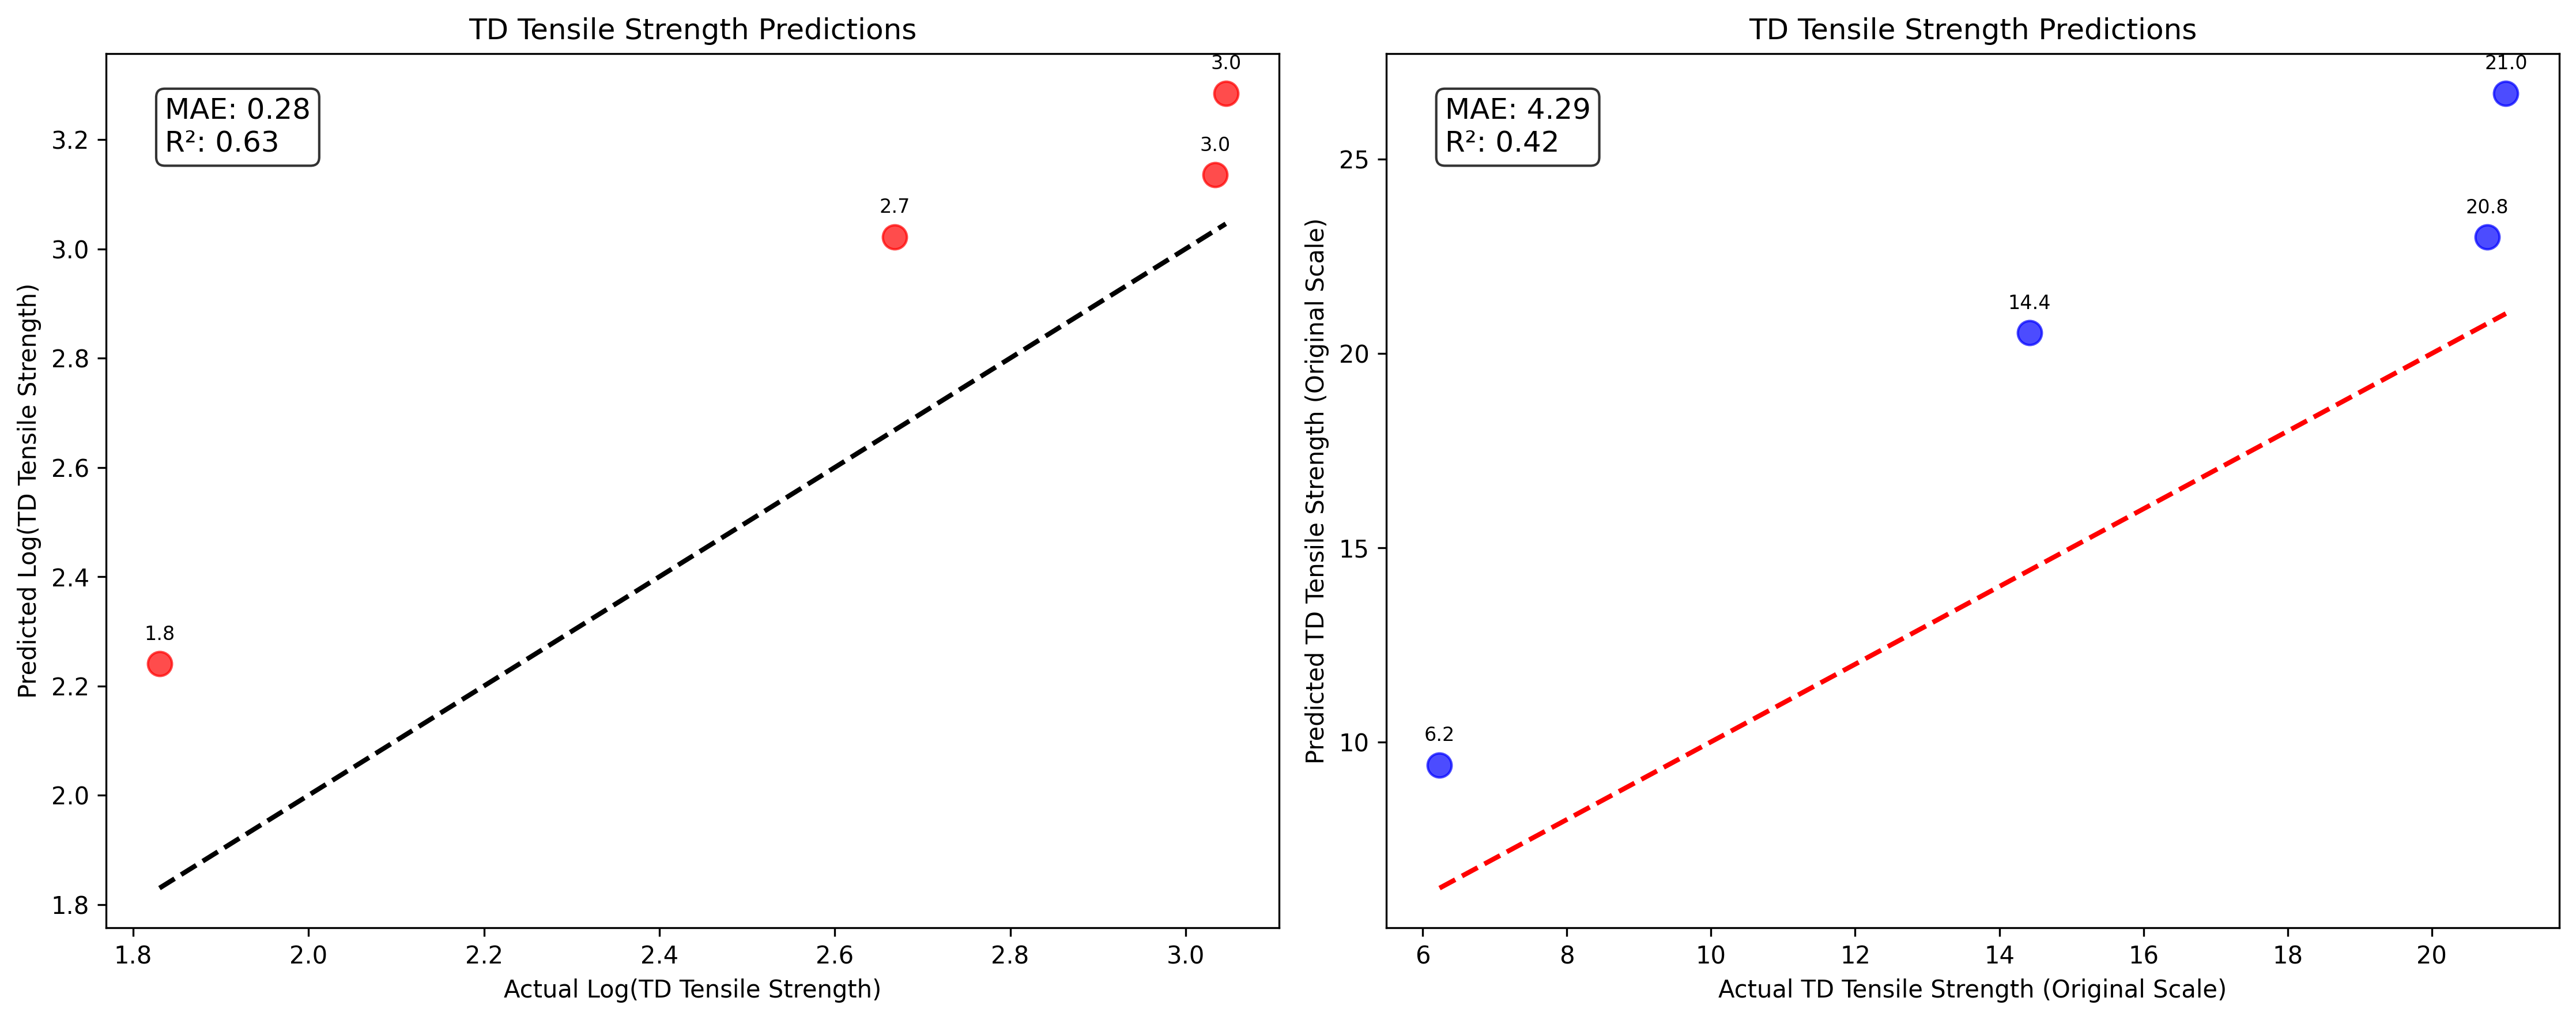 TD Tensile Strength Predictions
MAE: 0.28
R²: 0.63
3.0
3.0
2.7
1.8
3.2
3.0
2.8
2.6
2.4
2.2
2.0
1.8
Predicted Log(TD Tensile Strength)
1.8 2.0 2.2 2.4 2.6 2.8 3.0
Actual Log(TD Tensile Strength)
TD Tensile Strength Predictions
MAE: 4.29
R²: 0.42
21.0
20.8
14.4
6.2
25
20
15
10
Predicted TD Tensile Strength (Original Scale)
6 8 10 12 14 16 18 20
Actual TD Tensile Strength (Original Scale)